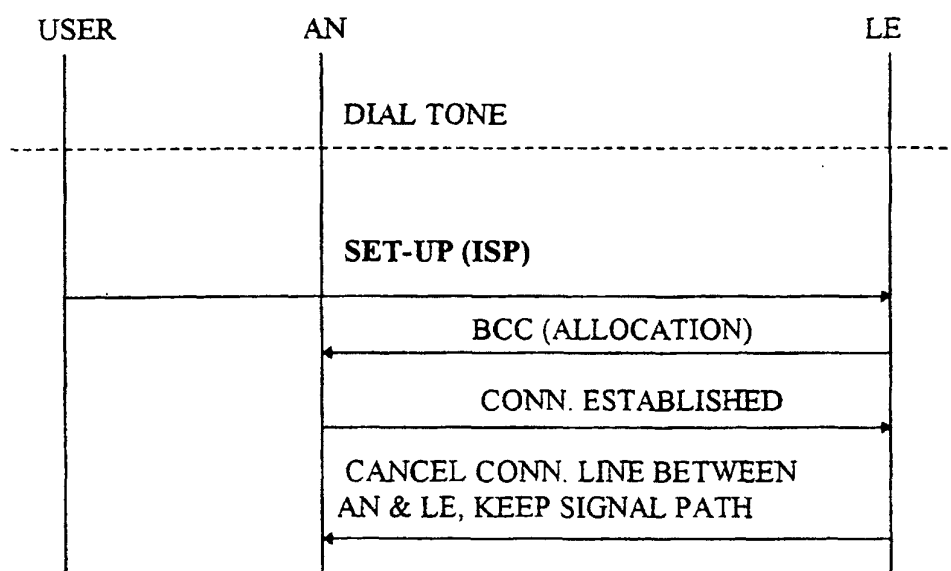 USER AN LE
DIAL TONE
SET-UP (ISP)
BCC (ALLOCATION)
CONN. ESTABLISHED
CANCEL CONN. LINE BETWEEN
AN & LE, KEEP SIGNAL PATH